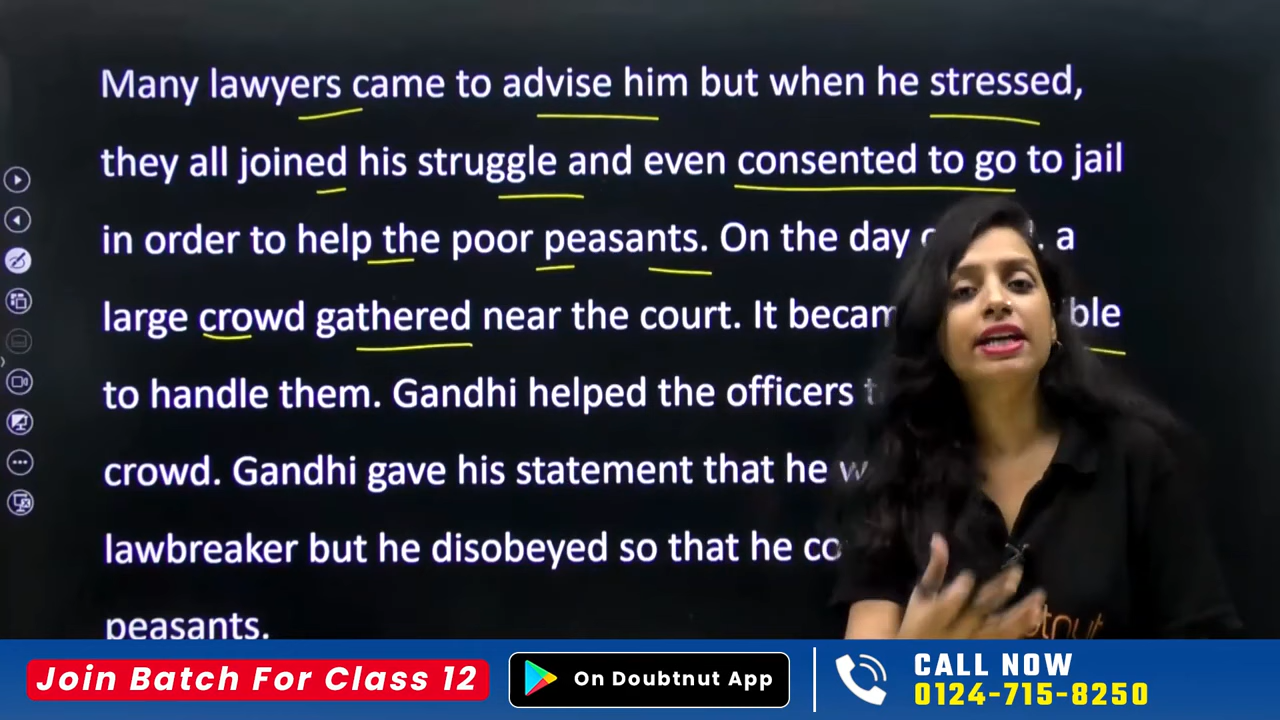 Many lawyers came to advise him but when he stressed,
they all joined his struggle and even consented to go to jail
in order to help the poor peasants. On the day a
large crowd gathered near the court. It
to handle them. Gandhi helped the officers
crowd. Gandhi gave his statement that he
lawbreaker but he disobeyed so that he
peasants.
Join Batch For Class 12
On Doubtnut App
CALL NOW
0124-715-8250